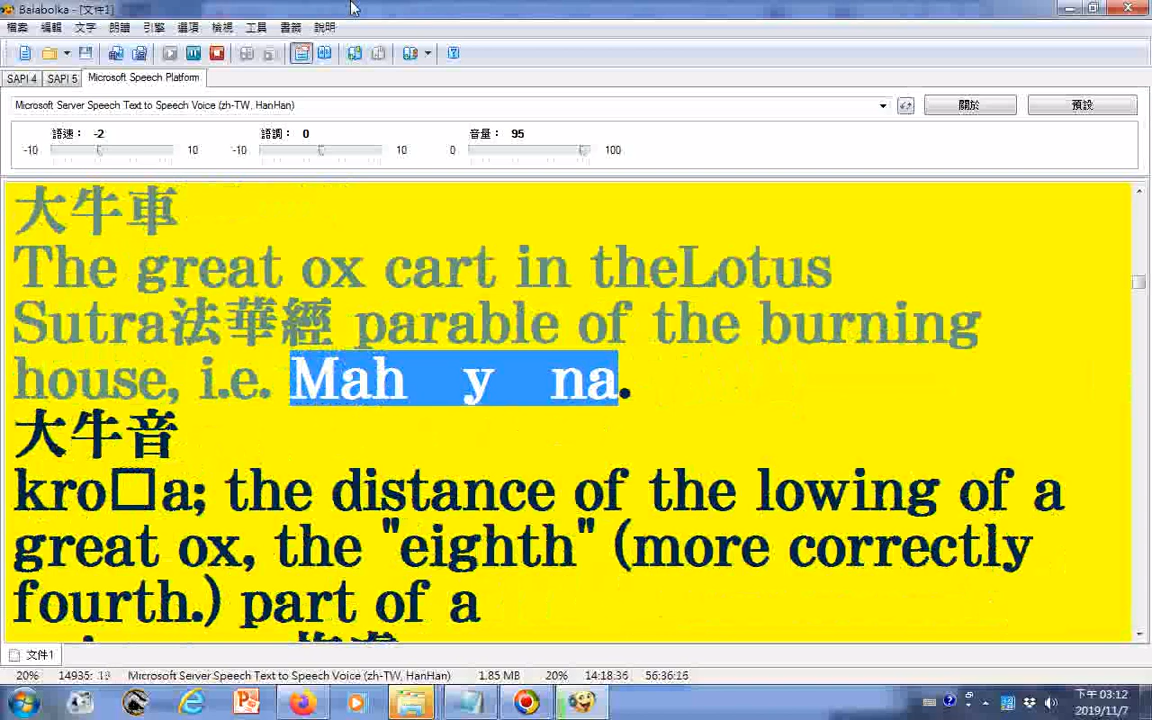 Balabolka - [文件1]
檔案 編輯 文字 朗讀 引擎 選項 檢視 工具 書籤 說明
SAPI 4 SAPI 5 Microsoft Speech Platform
Microsoft Server Speech Text to Speech Voice (zh-TW, HanHan) 關於 預設
語速： -2 語調： 0 音量： 95
-10 10 -10 10 0 100
大牛車
The great ox cart in theLotus
Sutra法華經 parable of the burning
house, i.e. Mah y na.
大牛音
kro□a; the distance of the lowing of a
great ox, the "eighth" (more correctly
fourth.) part of a
文件1
20% 14935: 19 Microsoft Server Speech Text to Speech Voice (zh-TW, HanHan) 1.85 MB 20% 14:18:36 56:36:16
下午 03:12
2019/11/7